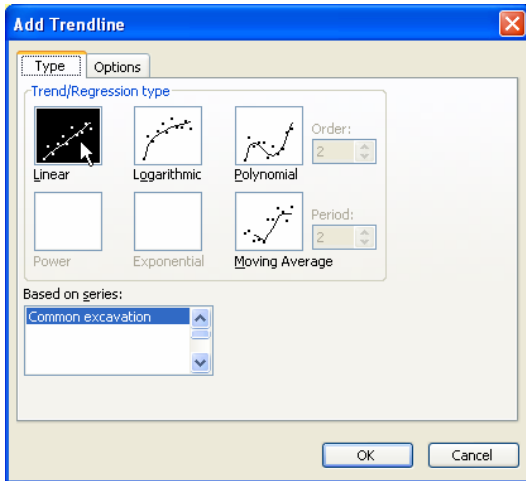 Add Trendline
Type Options
Trend/Regression type
Linear Logarithmic Polynomial Order: 2
Power Exponential Moving Average Period: 2
Based on series:
Common excavation
OK Cancel